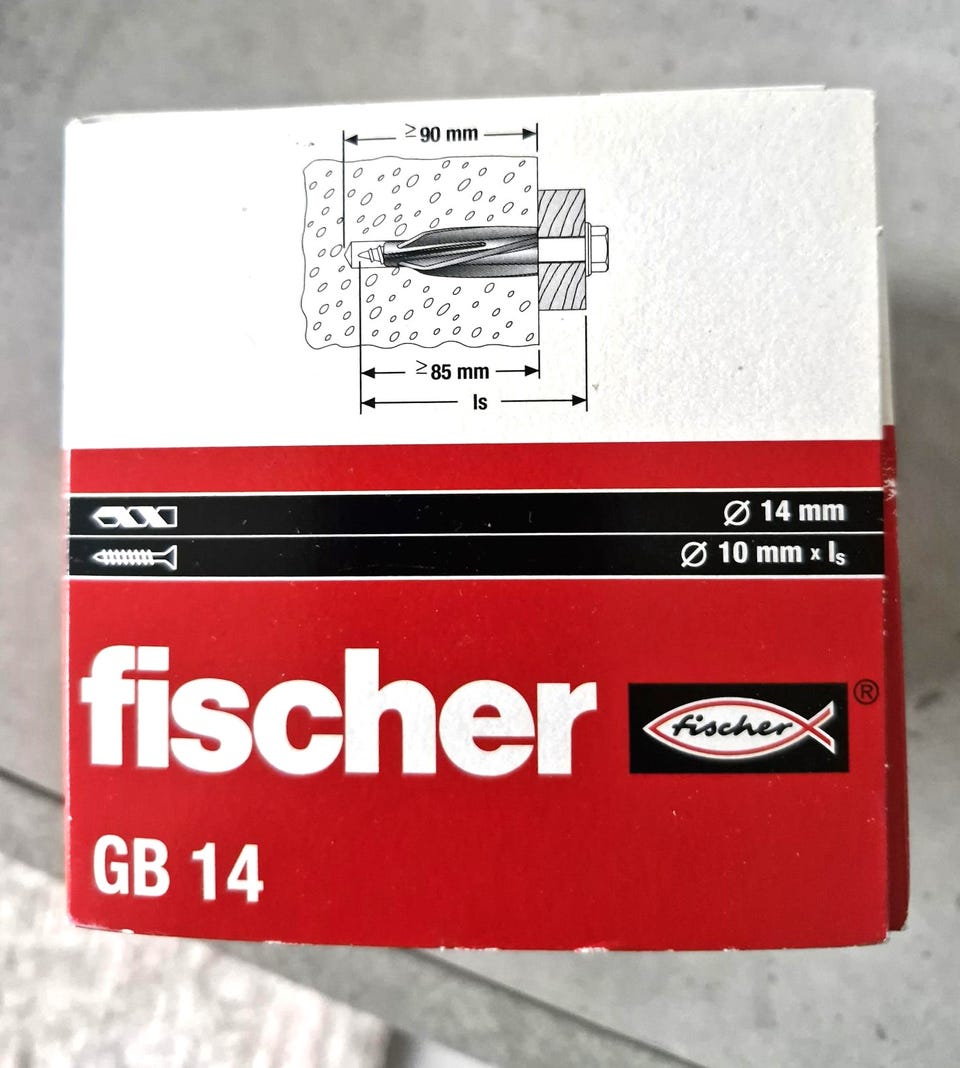 ≥90 mm
≥85 mm
ls
Ø 14 mm
Ø 10 mm x ls
fischer
fischer ®
GB 14